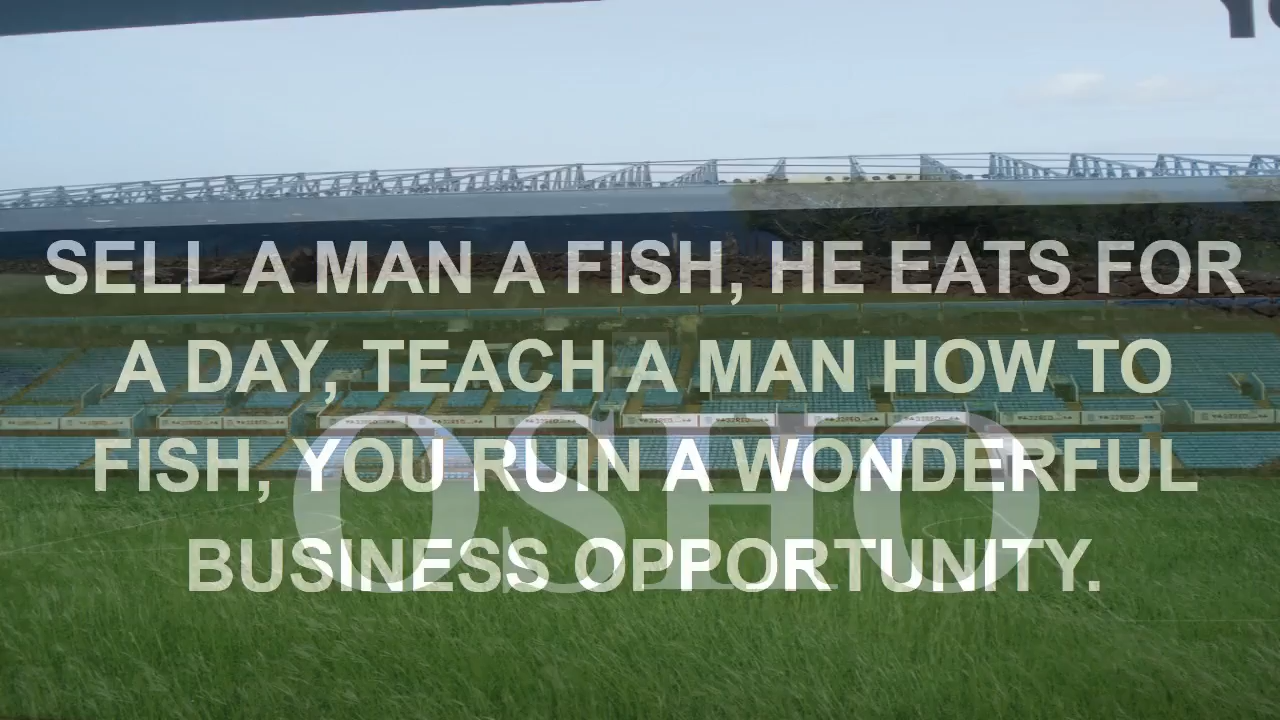 SELL A MAN A FISH, HE EATS FOR
A DAY, TEACH A MAN HOW TO
FISH, YOU RUIN A WONDERFUL
OSHO
BUSINESS OPPORTUNITY.